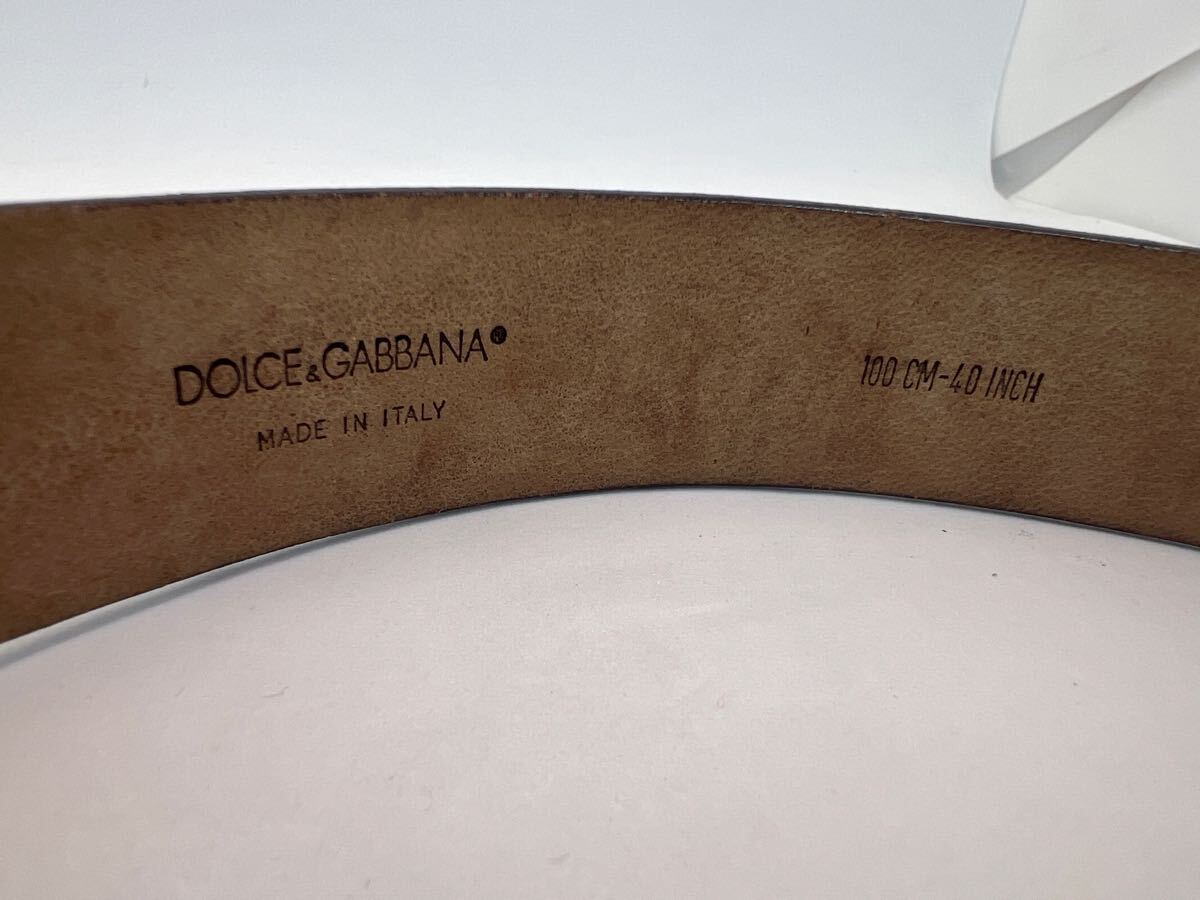 DOLCE&GABBANA®
MADE IN ITALY
100 CM-40 INCH